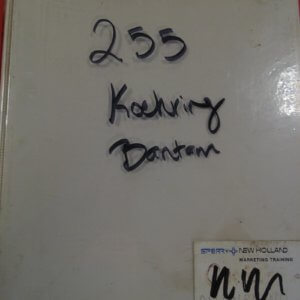 255
Koehring
Bantam
SPERRY NEW HOLLAND
MARKETING TRAINING